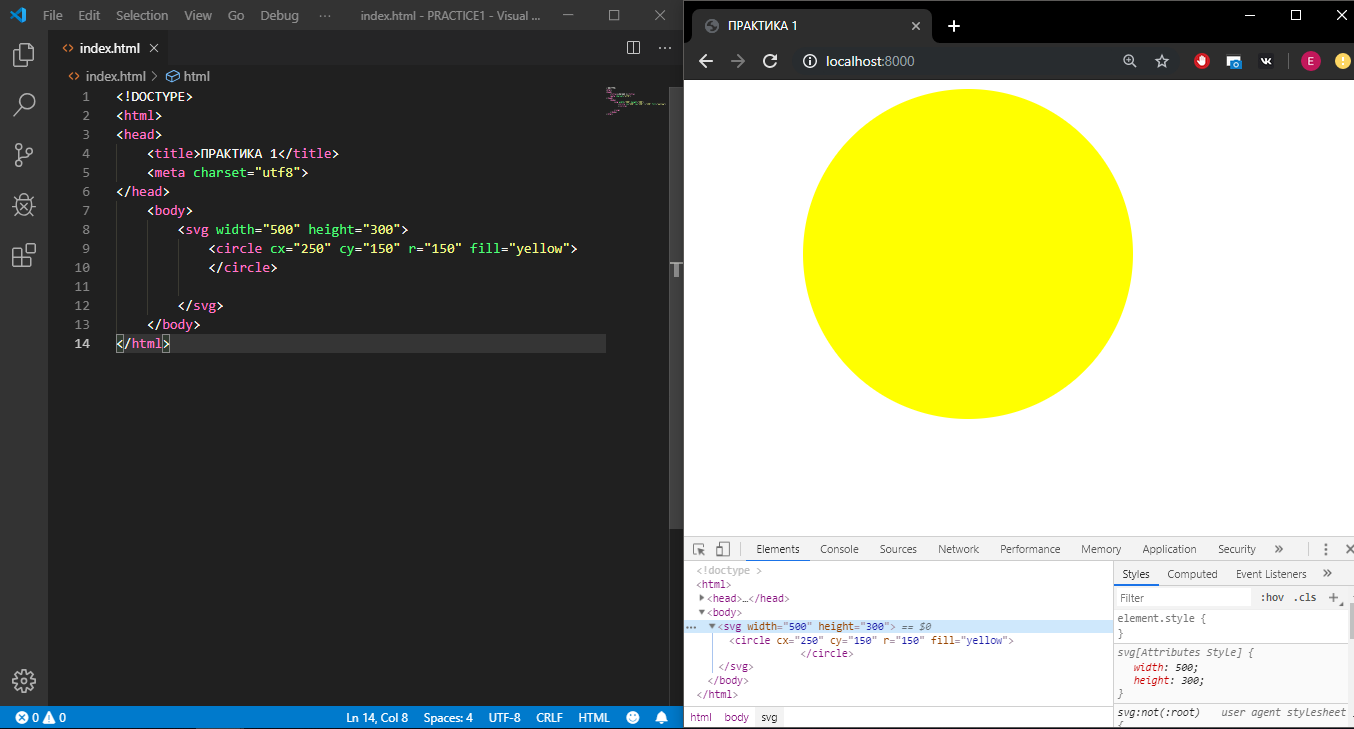 File Edit Selection View Go Debug ··· index.html - PRACTICE1 - Visual ...
index.html
index.html > html
1 <!DOCTYPE>
2 <html>
3 <head>
4 <title>ПРАКТИКА 1</title>
5 <meta charset="utf8">
6 </head>
7 <body>
8 <svg width="500" height="300">
9 <circle cx="250" cy="150" r="150" fill="yellow">
10 </circle>
11
12 </svg>
13 </body>
14 </html>
0 0 Ln 14, Col 8 Spaces: 4 UTF-8 CRLF HTML
ПРАКТИКА 1
localhost:8000
E
Elements Console Sources Network Performance Memory Application Security »
<!doctype >
<html>
<head>…</head>
<body>
··· <svg width="500" height="300"> == $0
<circle cx="250" cy="150" r="150" fill="yellow">
</circle>
</svg>
</body>
</html>
html body svg
Styles Computed Event Listeners »
Filter :hov .cls +
element.style {
}
svg[Attributes Style] {
width: 500;
height: 300;
}
svg:not(:root) user agent stylesheet
{